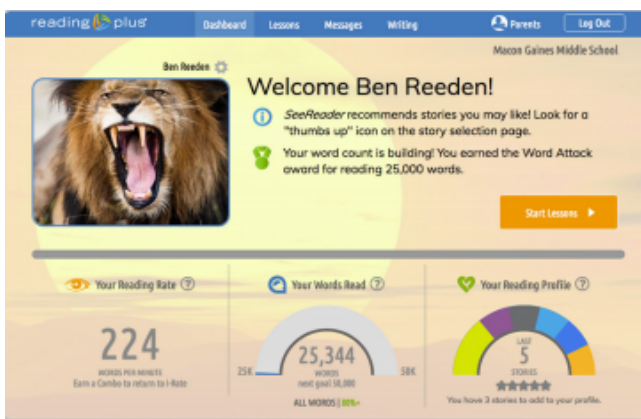 reading plus
Dashboard Lessons Messages Writing Parents Log Out
Macon Gaines Middle School
Ben Reeden
Welcome Ben Reeden!
SeeReader recommends stories you may like! Look for a
"thumbs up" icon on the story selection page.
Your word count is building! You earned the Word Attack
award for reading 25,000 words.
Start Lessons
Your Reading Rate ?
224
WORDS PER MINUTE
Earn a Combo to return to i-Rate
Your Words Read ?
25K
25,344
WORDS
next goal 50,000
50K
ALL WORDS | 80%+
Your Reading Profile ?
LAST
5
STORIES
You have 3 stories to add to your profile.